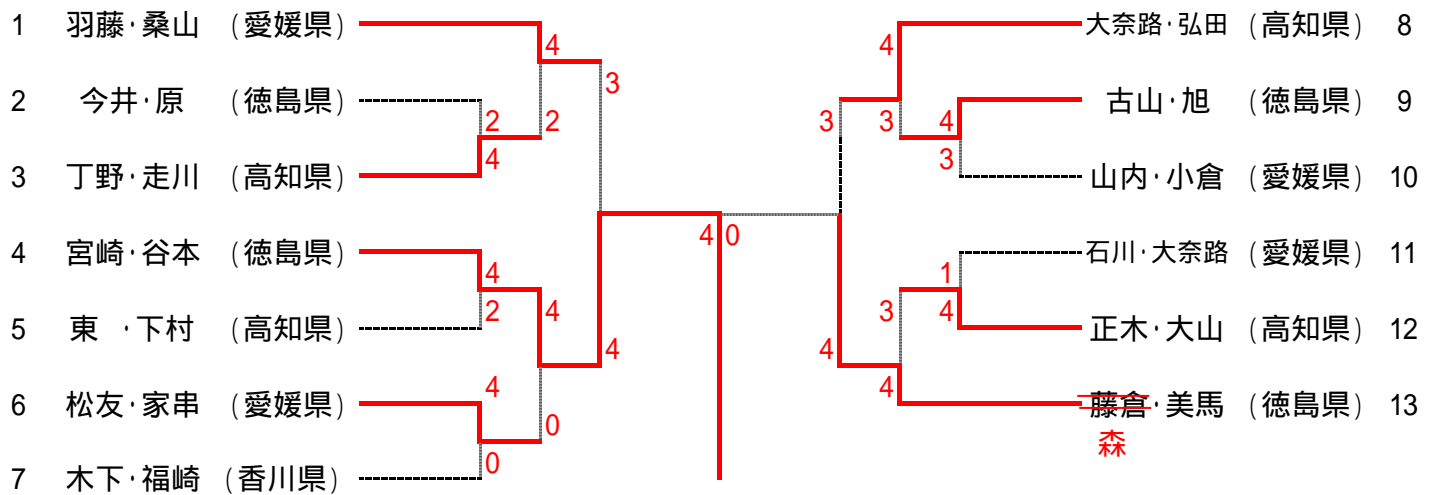 1 羽藤・桑山 (愛媛県)
4
3
2 今井・原 (徳島県)
2
2
4
3 丁野・走川 (高知県)
4 宮崎・谷本 (徳島県)
4
2
4
4
5 東 ・下村 (高知県)
6 松友・家串 (愛媛県)
4
0
0
7 木下・福崎 (香川県)
4 0
大奈路・弘田 (高知県) 8
4
3
3
古山・旭 (徳島県) 9
4
3
山内・小倉 (愛媛県) 10
石川・大奈路 (愛媛県) 11
1
3
4
正木・大山 (高知県) 12
4
4
藤倉・美馬 (徳島県) 13
森